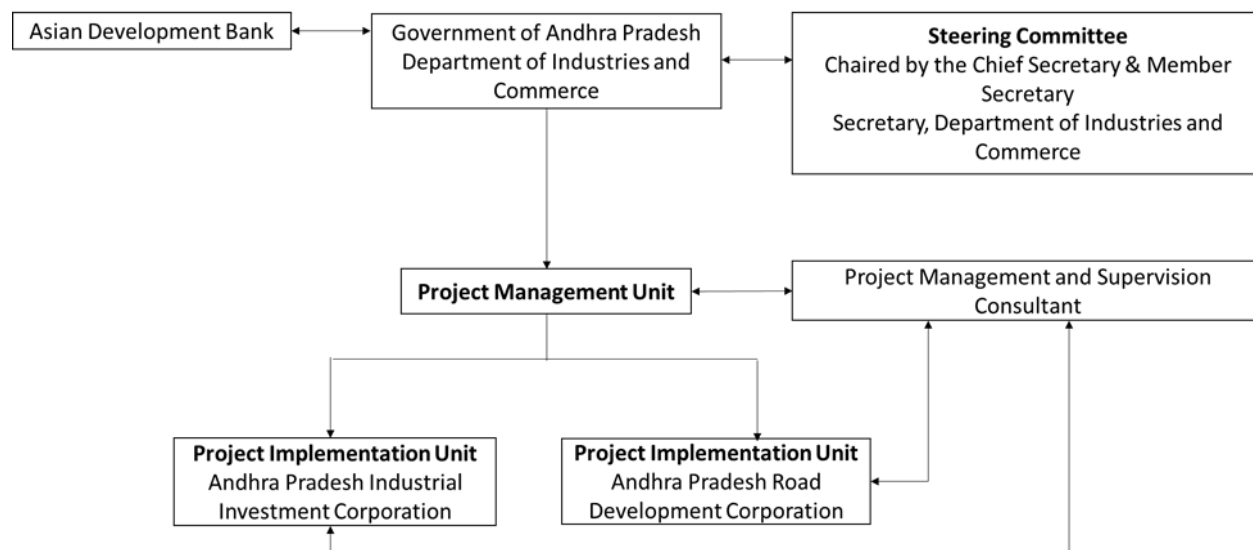 Asian Development Bank
Government of Andhra Pradesh
Department of Industries and
Commerce
Steering Committee
Chaired by the Chief Secretary & Member
Secretary
Secretary, Department of Industries and
Commerce
Project Management Unit
Project Management and Supervision
Consultant
Project Implementation Unit
Andhra Pradesh Industrial
Investment Corporation
Project Implementation Unit
Andhra Pradesh Road
Development Corporation